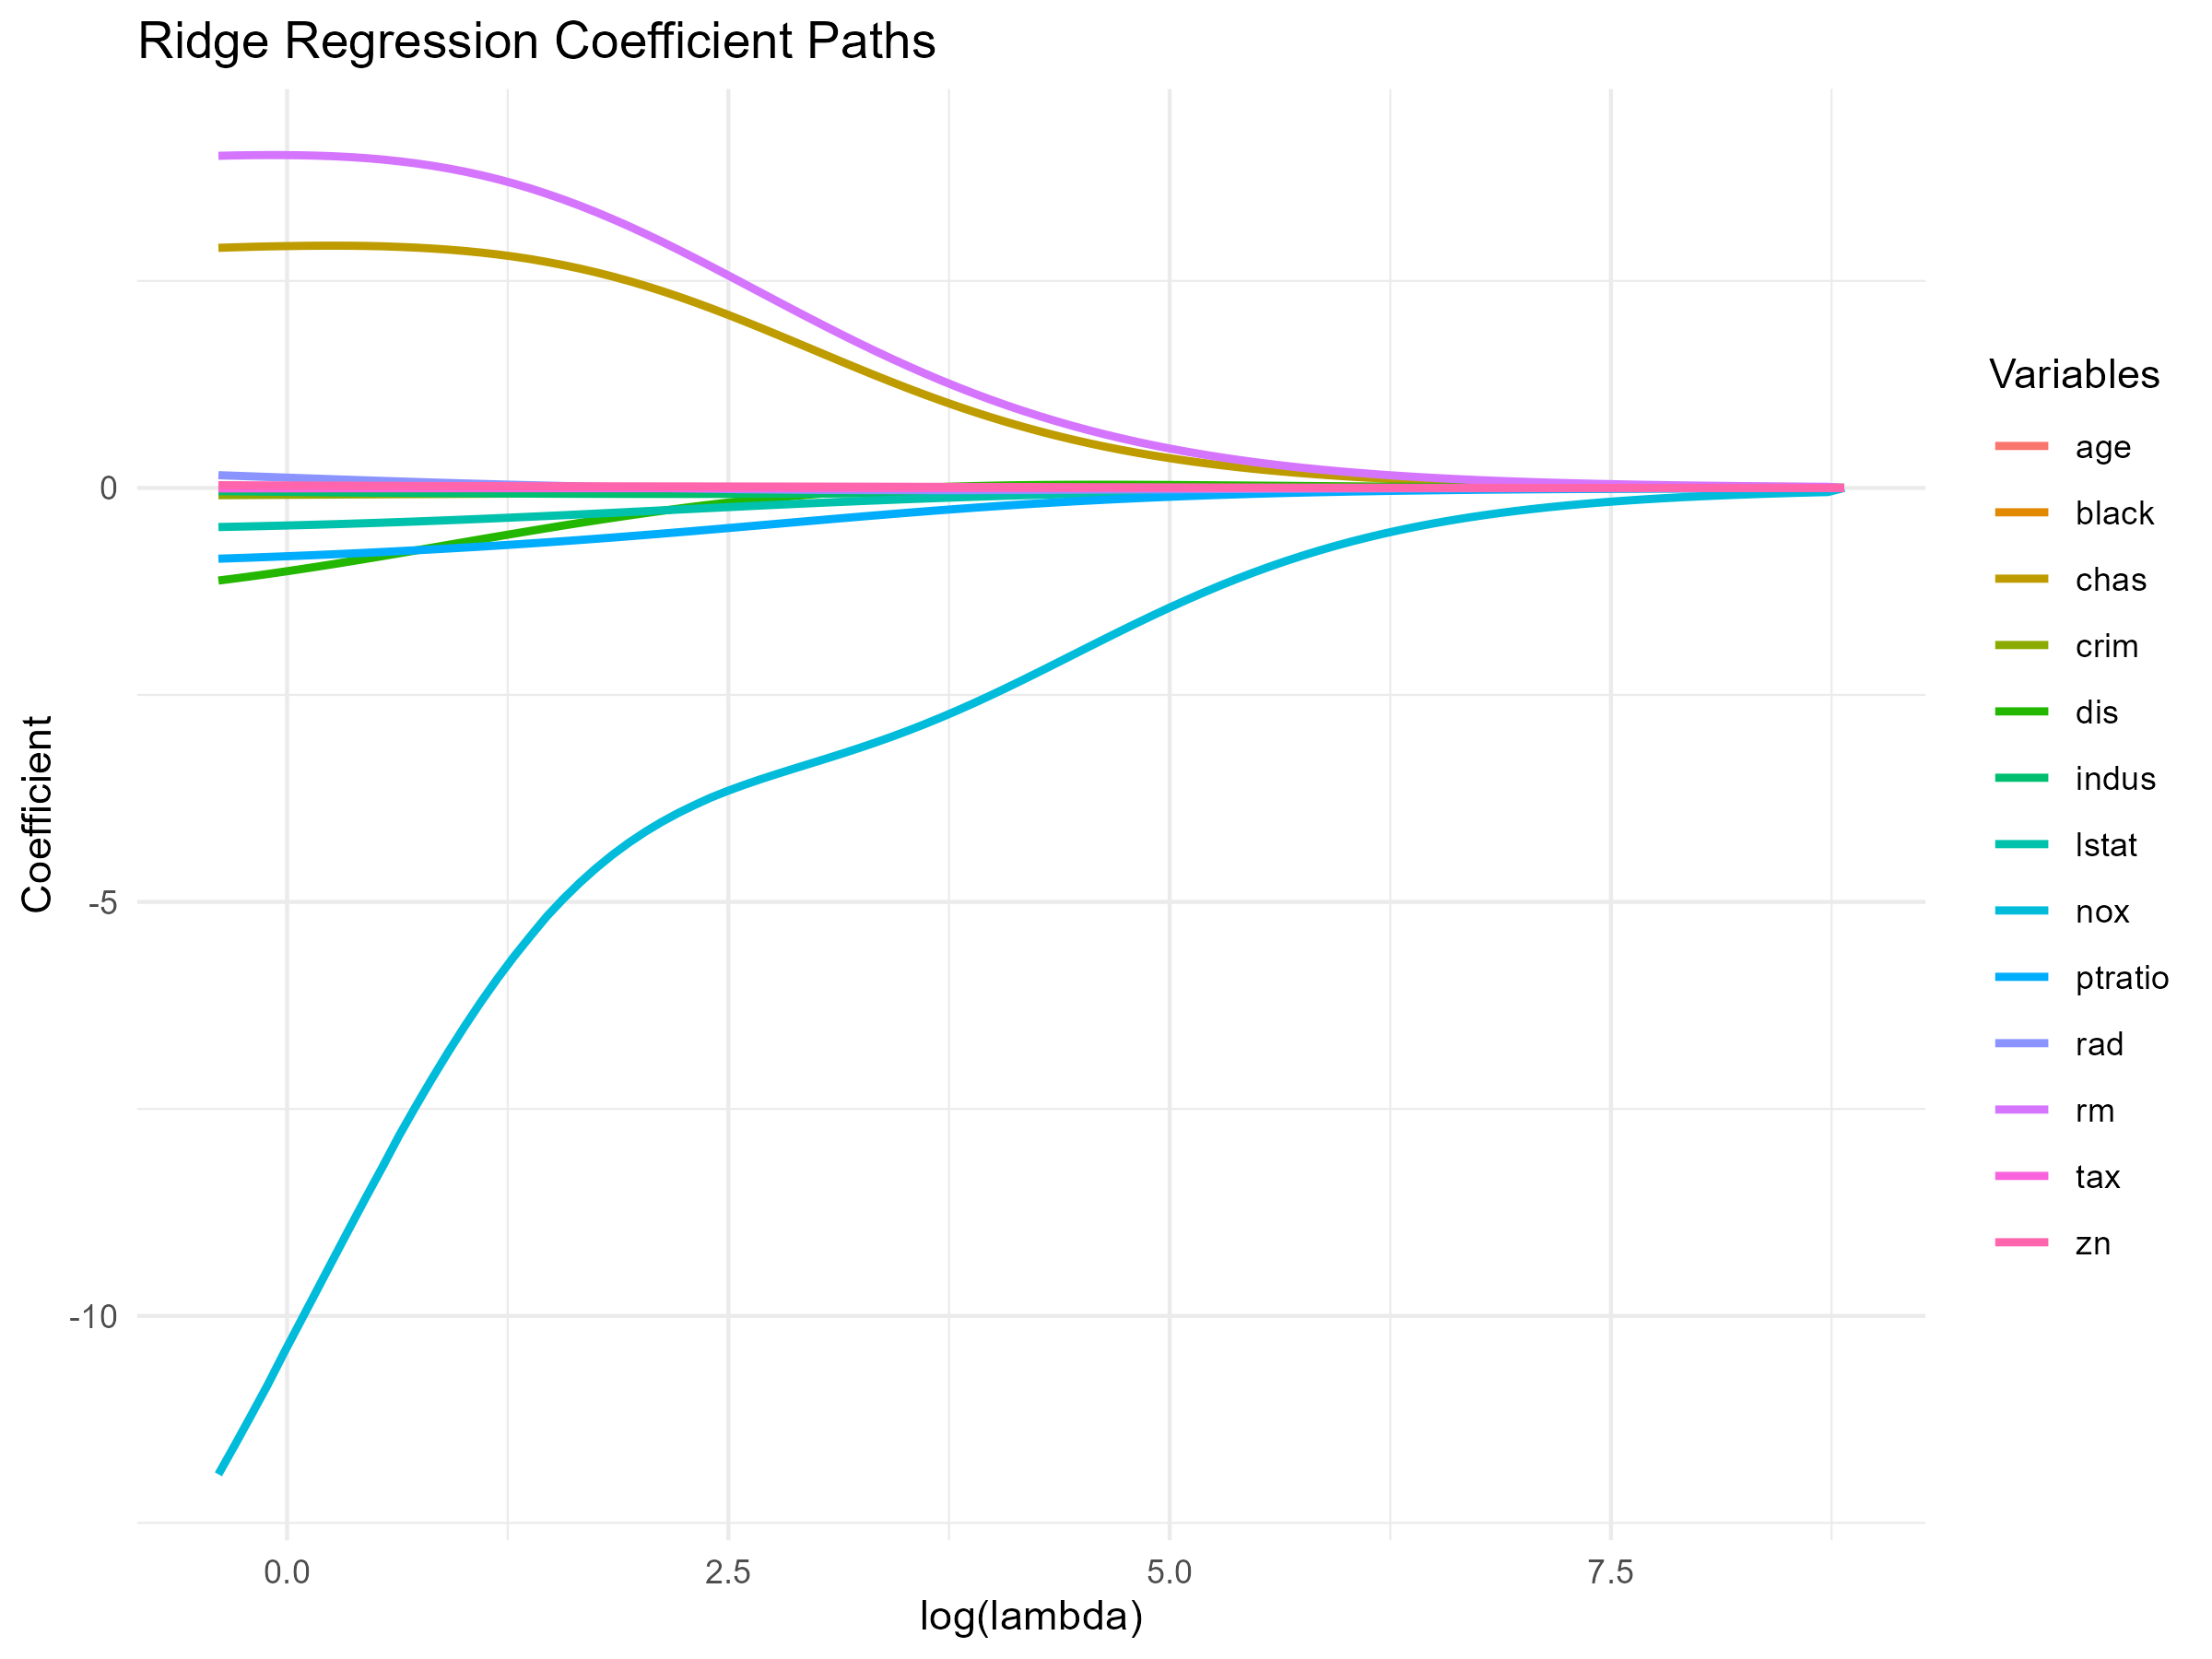 Ridge Regression Coefficient Paths
Coefficient
0
-5
-10
0.0
2.5
5.0
7.5
log(lambda)
Variables
age
black
chas
crim
dis
indus
lstat
nox
ptratio
rad
rm
tax
zn